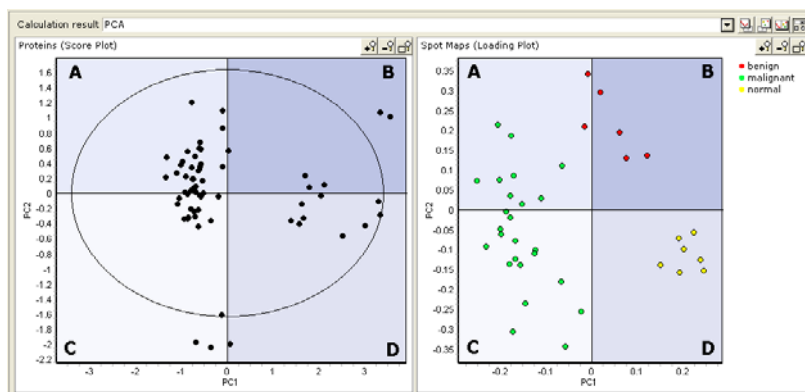 Calculation result PCA
Proteins (Score Plot)
A
B
1.6
1.4
1.2
1
0.8
0.6
0.4
0.2
0
-0.2
-0.4
-0.6
-0.8
-1
-1.2
-1.4
-1.6
-1.8
-2
-2.2
PC2
C
D
-3 -2 -1 0 1 2 3
PC1
Spot Maps (Loading Plot)
benign
malignant
normal
A
B
0.35
0.3
0.25
0.2
0.15
0.1
0.05
0
-0.05
-0.1
-0.15
-0.2
-0.25
-0.3
-0.35
PC2
C
D
-0.2 -0.1 0 0.1 0.2
PC1